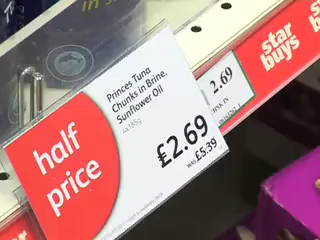 half
price
Princes Tuna
Chunks in Brine,
Sunflower Oil
4x185g
£2.69
WAS £5.39
2.69
star
buys